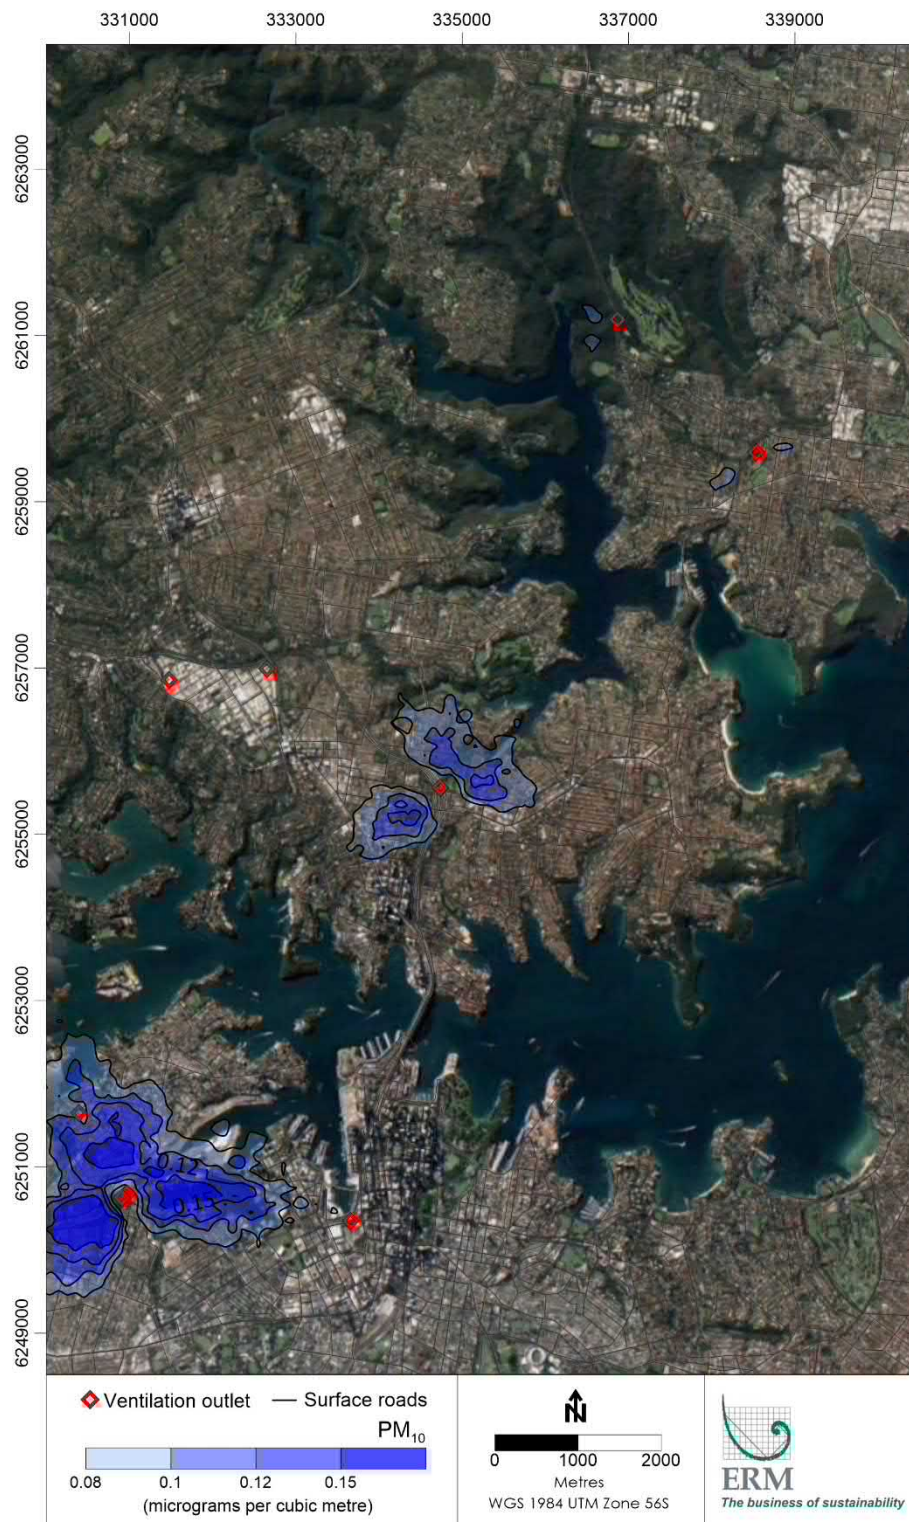 331000 333000 335000 337000 339000
6263000
6261000
6259000
6257000
6255000
6253000
6251000
6249000
0.12
0.15
Ventilation outlet Surface roads
PM10
0.08 0.1 0.12 0.15
(micrograms per cubic metre)
N
0 1000 2000
Metres
WGS 1984 UTM Zone 56S
ERM
The business of sustainability